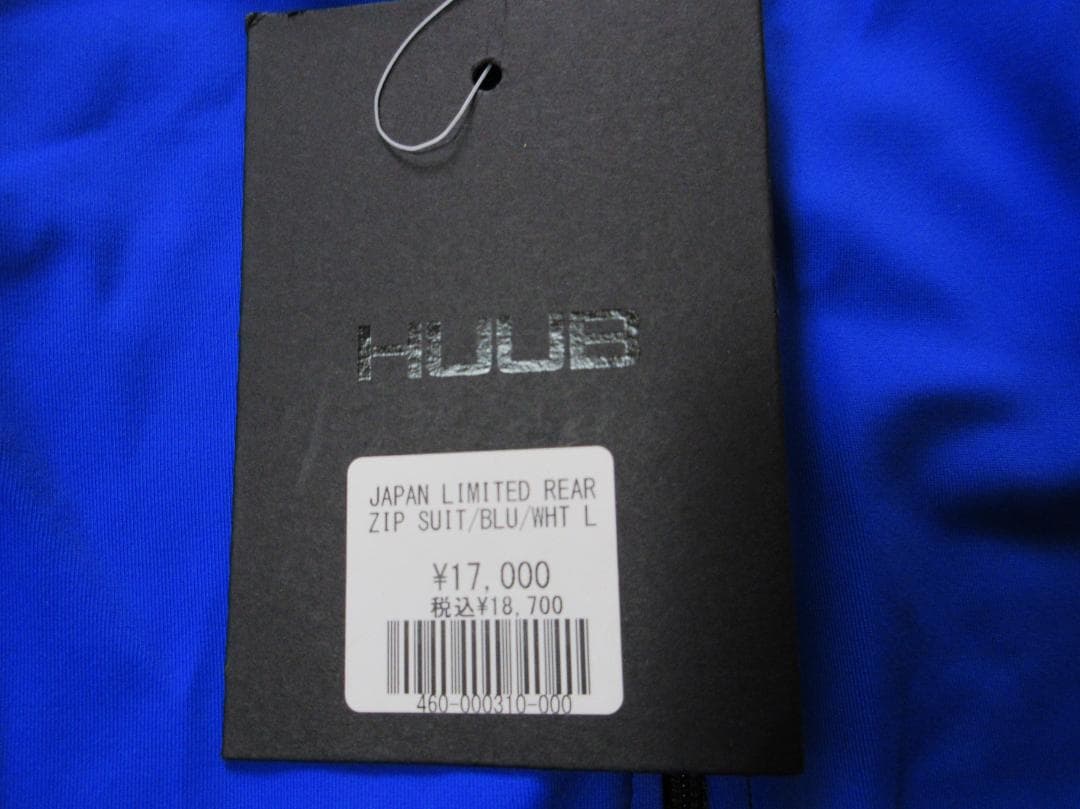 HUUB
JAPAN LIMITED REAR
ZIP SUIT/BLU/WHT L
¥17,000
税込¥18,700
460-000310-000